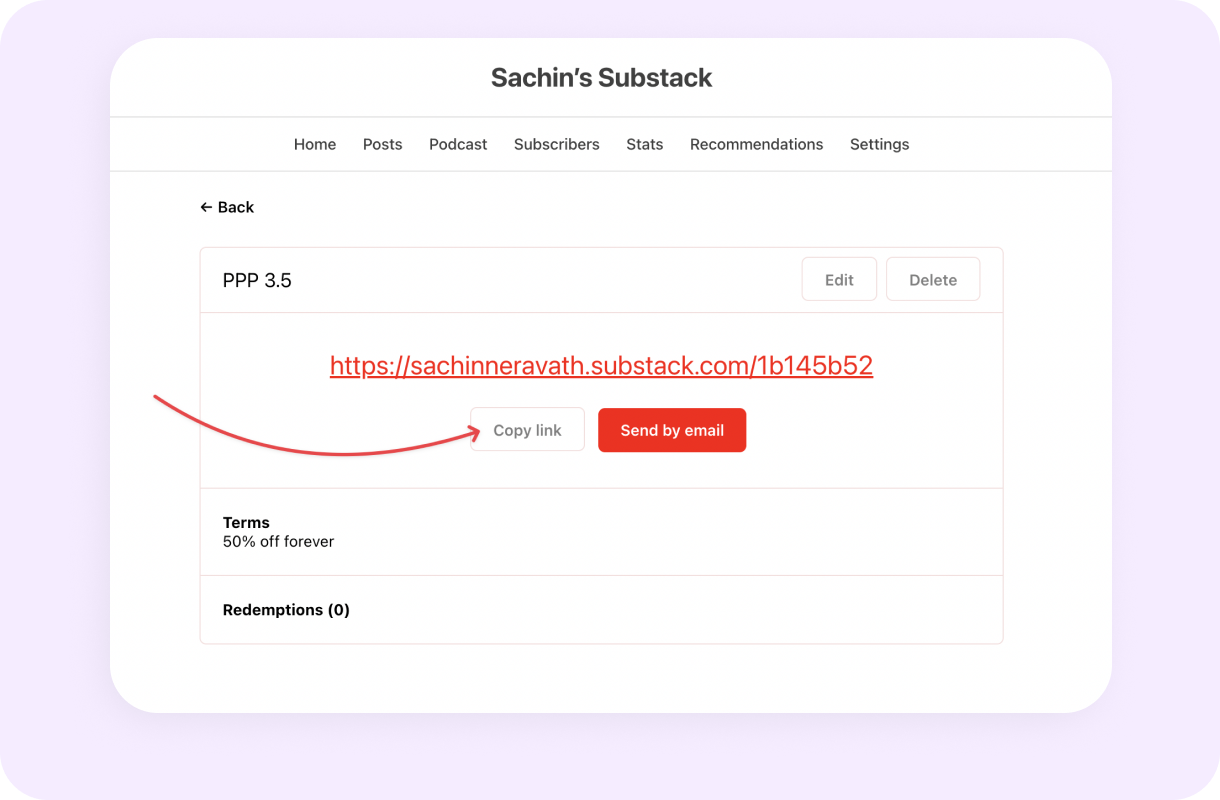 Sachin’s Substack
Home Posts Podcast Subscribers Stats Recommendations Settings
← Back
PPP 3.5 Edit Delete
https://sachinneravath.substack.com/1b145b52
Copy link Send by email
Terms
50% off forever
Redemptions (0)